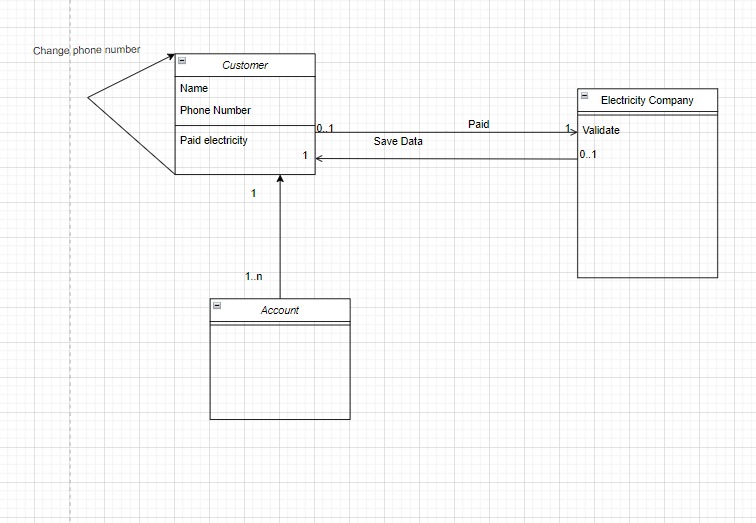 Change phone number
Customer
Name
Phone Number
Paid electricity
0..1
Paid
1
Save Data
1
0..1
Electricity Company
Validate
1
1..n
Account